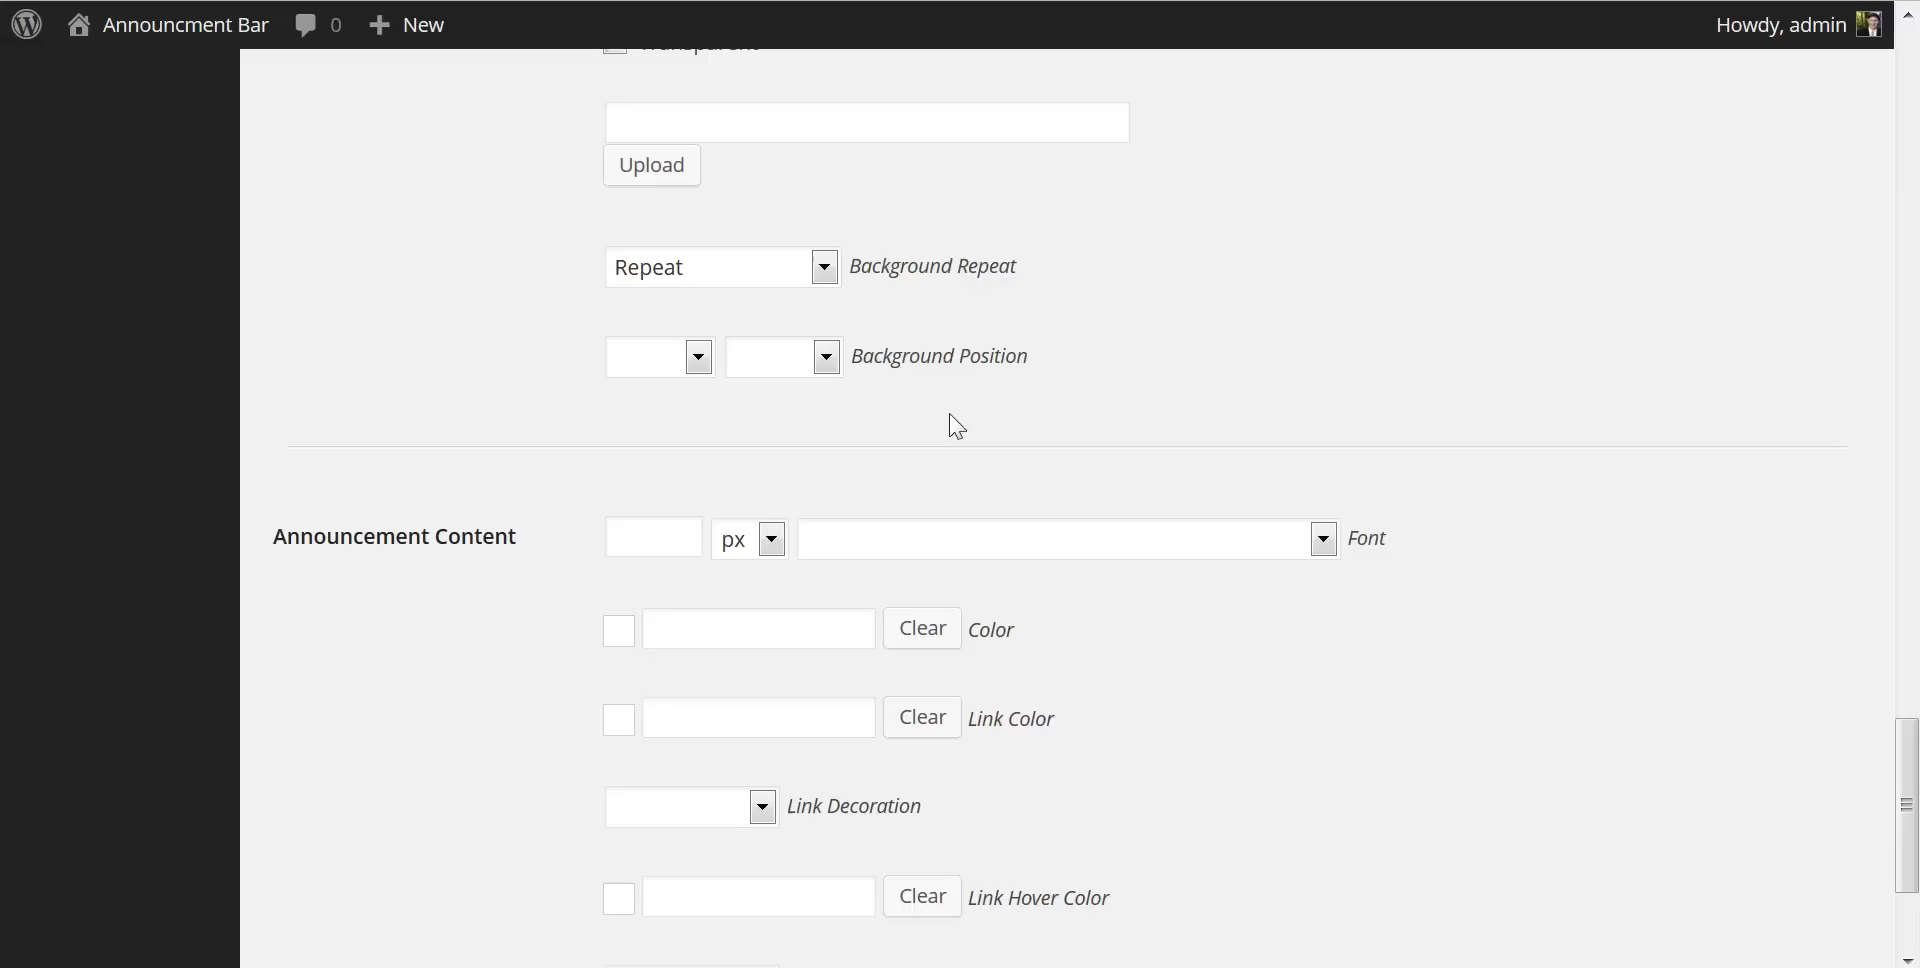 Announcment Bar 0 New Howdy, admin
Transparent
Upload
Repeat Background Repeat
Background Position
Announcement Content px Font
Clear Color
Clear Link Color
Link Decoration
Clear Link Hover Color